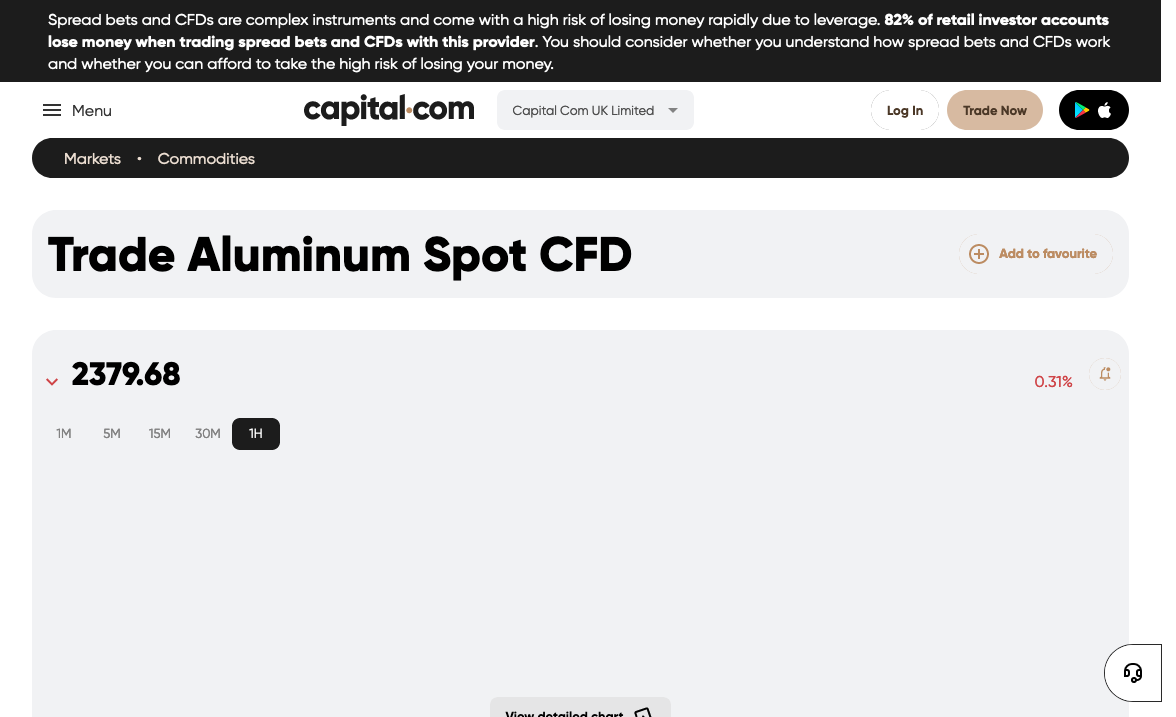 Spread bets and CFDs are complex instruments and come with a high risk of losing money rapidly due to leverage. 82% of retail investor accounts
lose money when trading spread bets and CFDs with this provider. You should consider whether you understand how spread bets and CFDs work
and whether you can afford to take the high risk of losing your money.
Menu
capital.com
Capital Com UK Limited
Log In
Trade Now
Markets • Commodities
Trade Aluminum Spot CFD
Add to favourite
2379.68
0.31%
1M 5M 15M 30M 1H
View detailed chart